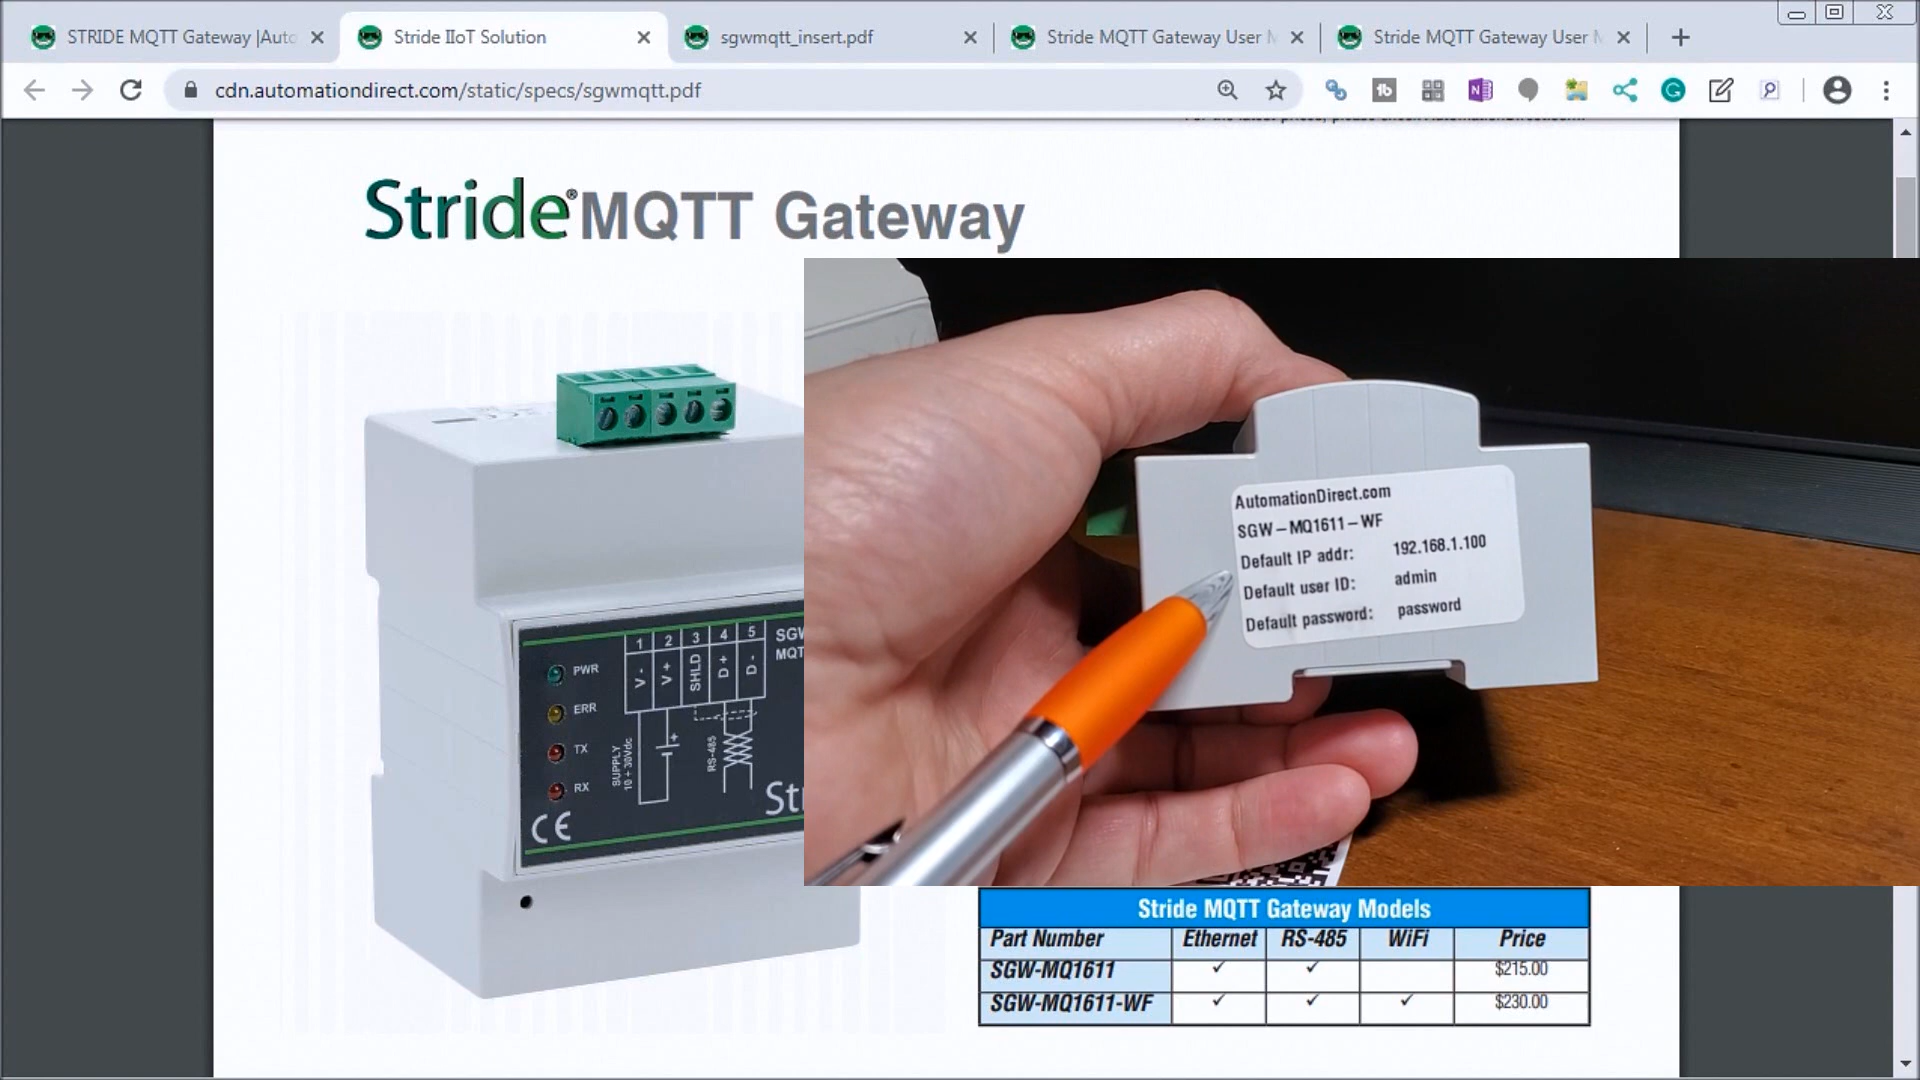 STRIDE MQTT Gateway |Auto
Stride IIoT Solution
sgwmqtt_insert.pdf
Stride MQTT Gateway User
Stride MQTT Gateway User
cdn.automationdirect.com/static/specs/sgwmqtt.pdf
Stride® MQTT Gateway
AutomationDirect.com
SGW-MQ1611-WF
Default IP addr: 192.168.1.100
Default user ID: admin
Default password: password
1 2 3 4 5
V - V + SHLD D + D -
SGW
MQT
PWR
ERR
TX
RX
SUPPLY
10 ÷ 30Vdc
RS-485
CE
Stride MQTT Gateway Models
Part Number Ethernet RS-485 WiFi Price
SGW-MQ1611 ✓ ✓ $215.00
SGW-MQ1611-WF ✓ ✓ ✓ $230.00